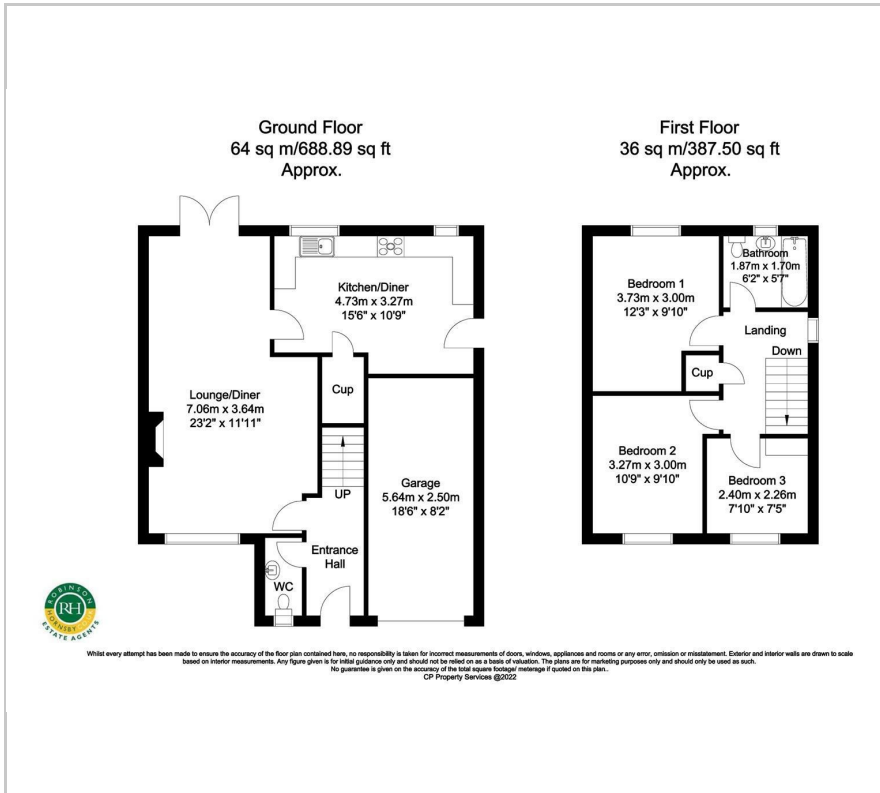 Ground Floor
64 sq m/688.89 sq ft
Approx.
First Floor
36 sq m/387.50 sq ft
Approx.
Kitchen/Diner
4.73m x 3.27m
15'6" x 10'9"
Cup
Lounge/Diner
7.06m x 3.64m
23'2" x 11'11"
UP
Garage
5.64m x 2.50m
18'6" x 8'2"
Entrance
Hall
WC
Bathroom
1.87m x 1.70m
6'2" x 5'7"
Bedroom 1
3.73m x 3.00m
12'3" x 9'10"
Landing
Down
Cup
Bedroom 2
3.27m x 3.00m
10'9" x 9'10"
Bedroom 3
2.40m x 2.26m
7'10" x 7'5"
ROBINSON
RH
HORNSBY
ESTATE AGENTS
Whilst every attempt has been made to ensure the accuracy of the floor plan contained here, no responsibility is taken for incorrect measurements of doors, windows, appliances and rooms or any error, omission or misstatement. Exterior and interior walls are drawn to scale
based on interior measurements. Any figure given is for initial guidance only and should not be relied on as a basis of valuation. The plans are for marketing purposes only and should only be used as such.
No guarantee is given on the accuracy of the total square footage/ meterage if quoted on this plan..
CP Property Services @2022